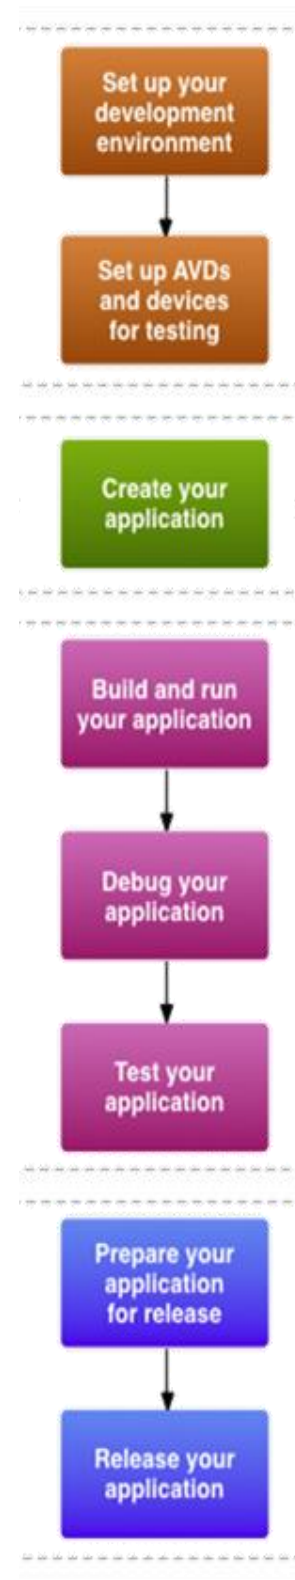 Set up your
development
environment
Set up AVDs
and devices
for testing
Create your
application
Build and run
your application
Debug your
application
Test your
application
Prepare your
application
for release
Release your
application